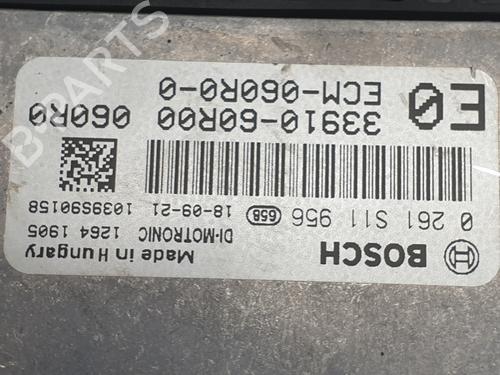 E0
ECM-060R0-0
33910-60R00 060R0
0 261 S11 956 658 18-09-21 1039S90158
BOSCH
DI-MOTRONIC 1264 1905
Made in Hungary
B-PARTS